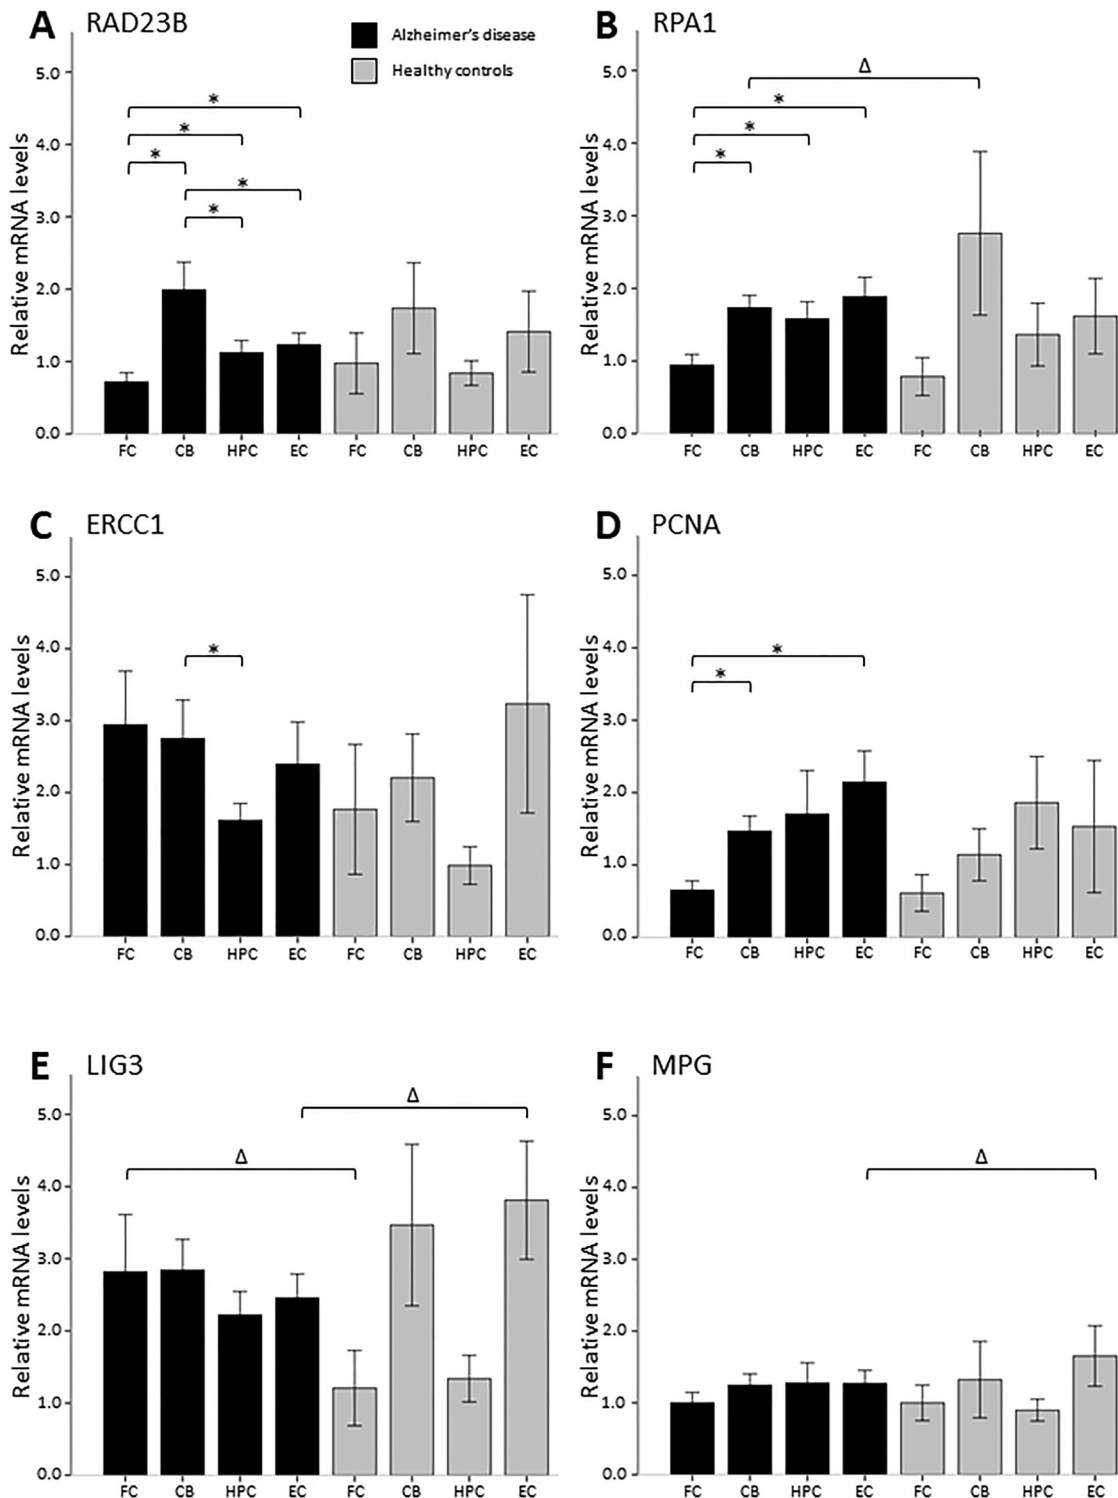 A RAD23B
Alzheimer's disease
Healthy controls
Relative mRNA levels
5.0
4.0
3.0
2.0
1.0
0.0
*
*
*
*
*
FC CB HPC EC FC CB HPC EC
B RPA1
Relative mRNA levels
5.0
4.0
3.0
2.0
1.0
0.0
Δ
*
*
*
FC CB HPC EC FC CB HPC EC
C ERCC1
Relative mRNA levels
5.0
4.0
3.0
2.0
1.0
0.0
*
FC CB HPC EC FC CB HPC EC
D PCNA
Relative mRNA levels
5.0
4.0
3.0
2.0
1.0
0.0
*
*
FC CB HPC EC FC CB HPC EC
E LIG3
Relative mRNA levels
5.0
4.0
3.0
2.0
1.0
0.0
Δ
Δ
FC CB HPC EC FC CB HPC EC
F MPG
Relative mRNA levels
5.0
4.0
3.0
2.0
1.0
0.0
Δ
FC CB HPC EC FC CB HPC EC